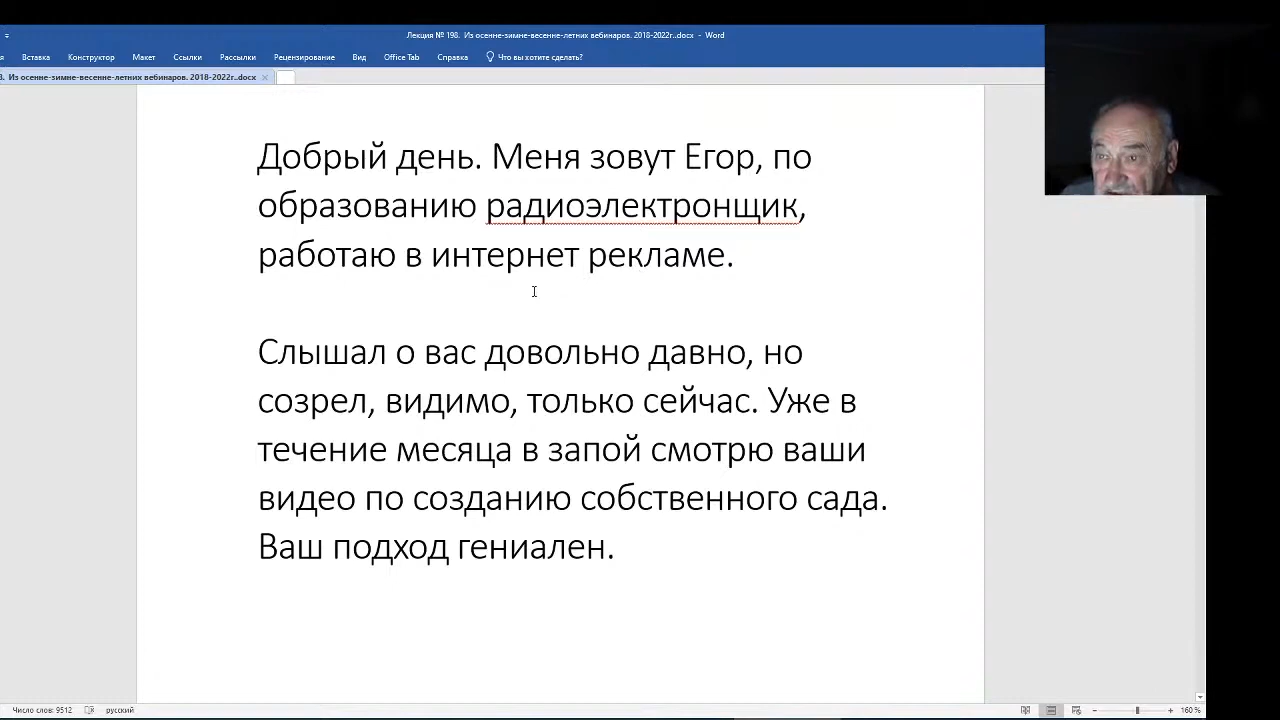 Лекция № 198. Из осенне-зимне-весенне-летних вебинаров. 2018-2022г..docx - Word
я Вставка Конструктор Макет Ссылки Рассылки Рецензирование Вид Office Tab Справка Что вы хотите сделать?
8. Из осенне-зимне-весенне-летних вебинаров. 2018-2022г..docx
Добрый день. Меня зовут Егор, по
образованию радиоэлектронщик,
работаю в интернет рекламе.
Слышал о вас довольно давно, но
созрел, видимо, только сейчас. Уже в
течение месяца в запой смотрю ваши
видео по созданию собственного сада.
Ваш подход гениален.
Число слов: 9512 русский 160 %